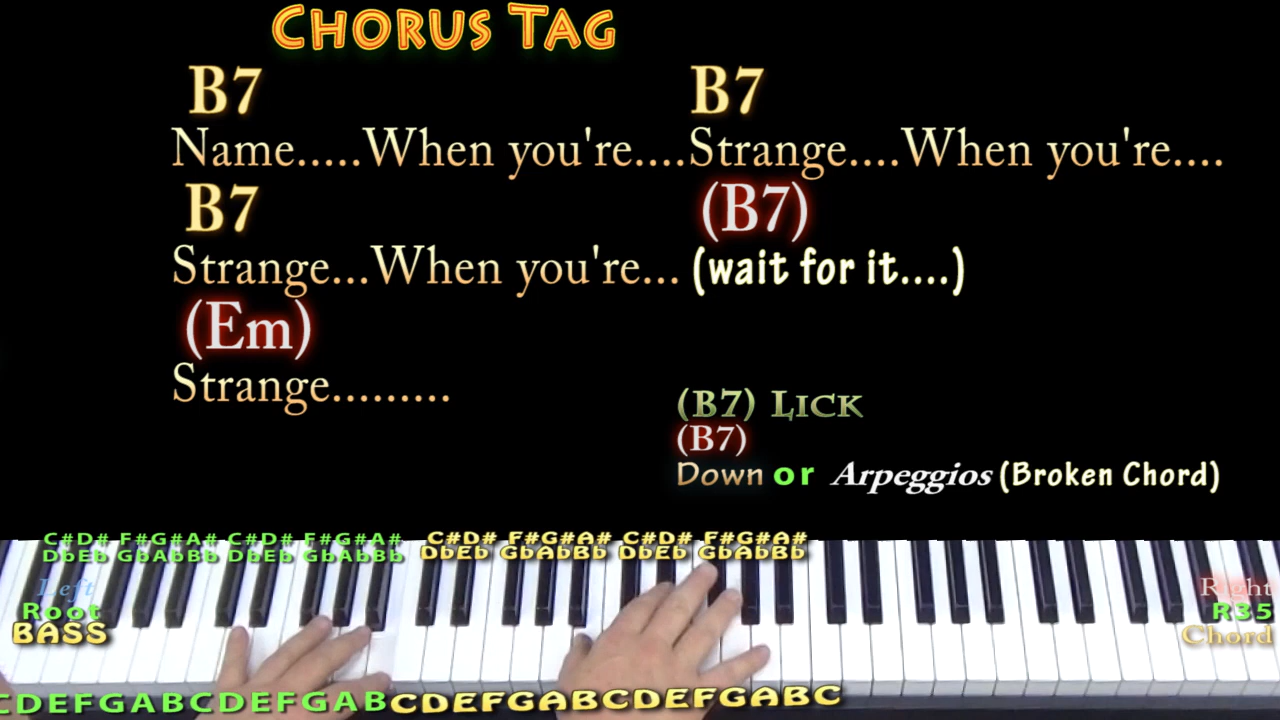 CHORUS TAG
B7 B7
Name.....When you're....Strange....When you're....
B7 (B7)
Strange...When you're... (wait for it....)
(Em)
Strange.........
(B7) LICK
(B7)
Down or Arpeggios (Broken Chord)
C#D# F#G#A# C#D# F#G#A# C#D# F#G#A# C#D# F#G#A#
DbEb GbAbBb DbEb GbAbBb DbEb GbAbBb DbEb GbAbBb
Left Right
Root R35
BASS Chord
CDEFGABCDEFGABCDEFGABCDEFGABC